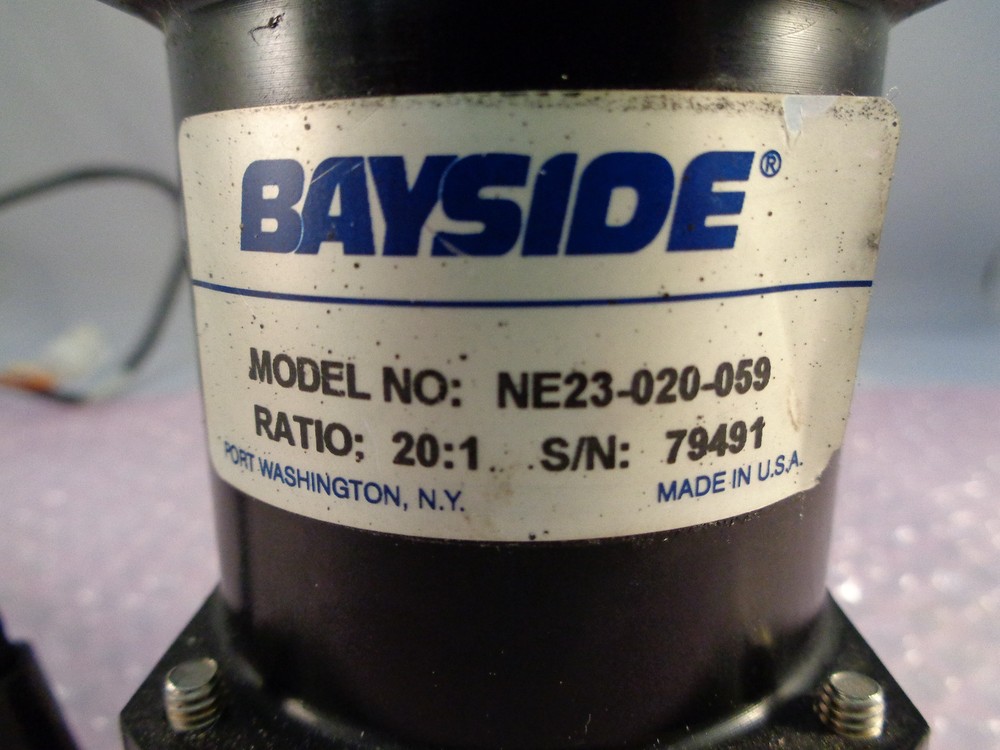 BAYSIDE®
MODEL NO: NE23-020-059
RATIO: 20:1 S/N: 79491
PORT WASHINGTON, N.Y. MADE IN U.S.A.